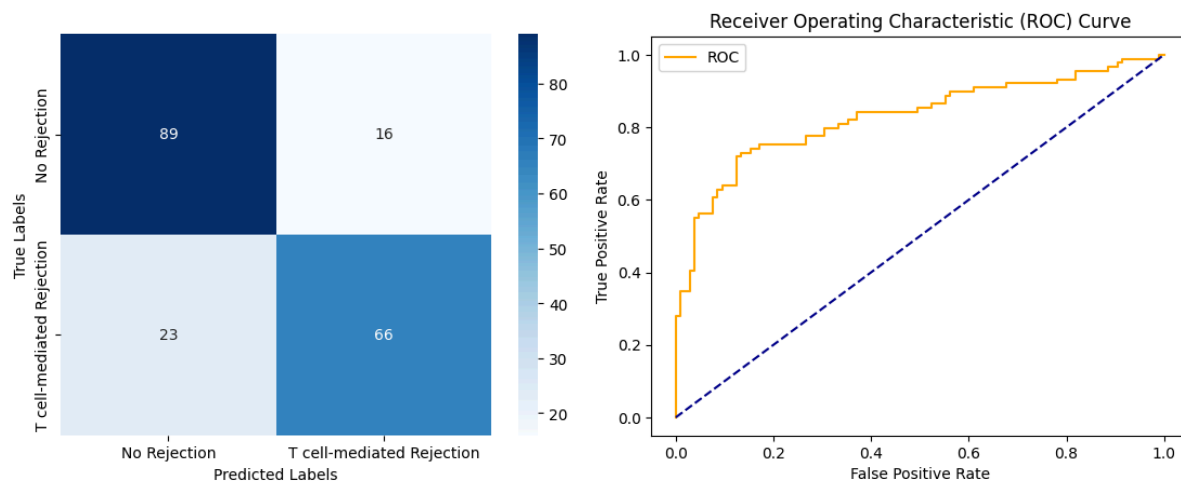 True Labels
No Rejection
T cell-mediated Rejection
89
16
23
66
No Rejection
T cell-mediated Rejection
Predicted Labels
80
70
60
50
40
30
20
Receiver Operating Characteristic (ROC) Curve
ROC
True Positive Rate
1.0
0.8
0.6
0.4
0.2
0.0
0.0
0.2
0.4
0.6
0.8
1.0
False Positive Rate